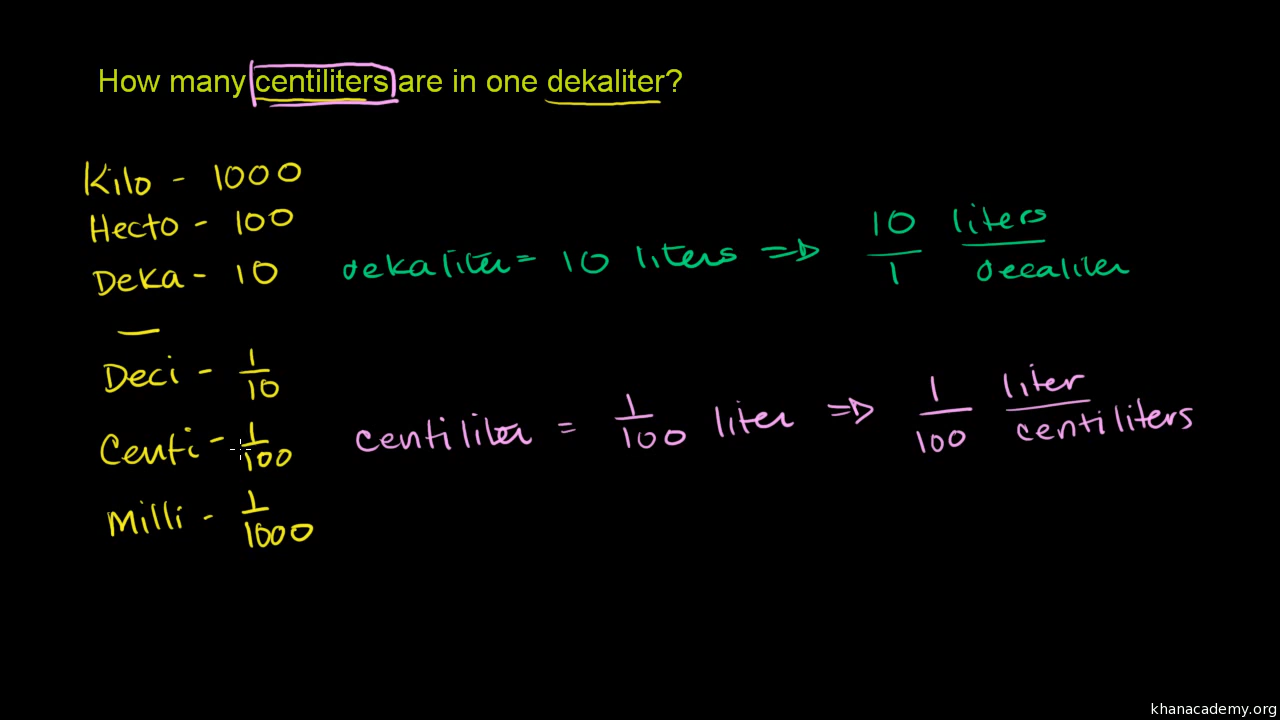 How many centiliters are in one dekaliter?
Kilo - 1000
Hecto - 100
Deka - 10
dekaliter = 10 liters ⇒ 10/1 liters/decaliter
Deci - 1/10
Centi - 1/100
centiliter = 1/100 liter ⇒ 1/100 liter/centiliters
Milli - 1/1000
khanacademy.org